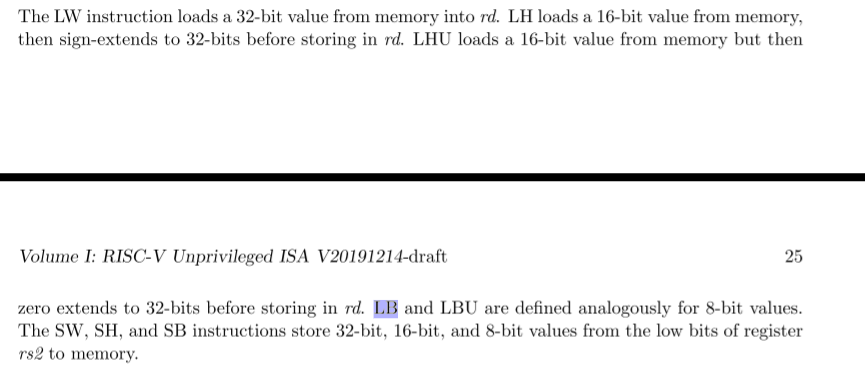 The LW instruction loads a 32-bit value from memory into rd. LH loads a 16-bit value from memory,
then sign-extends to 32-bits before storing in rd. LHU loads a 16-bit value from memory but then
Volume I: RISC-V Unprivileged ISA V20191214-draft 25
zero extends to 32-bits before storing in rd. LB and LBU are defined analogously for 8-bit values.
The SW, SH, and SB instructions store 32-bit, 16-bit, and 8-bit values from the low bits of register
rs2 to memory.